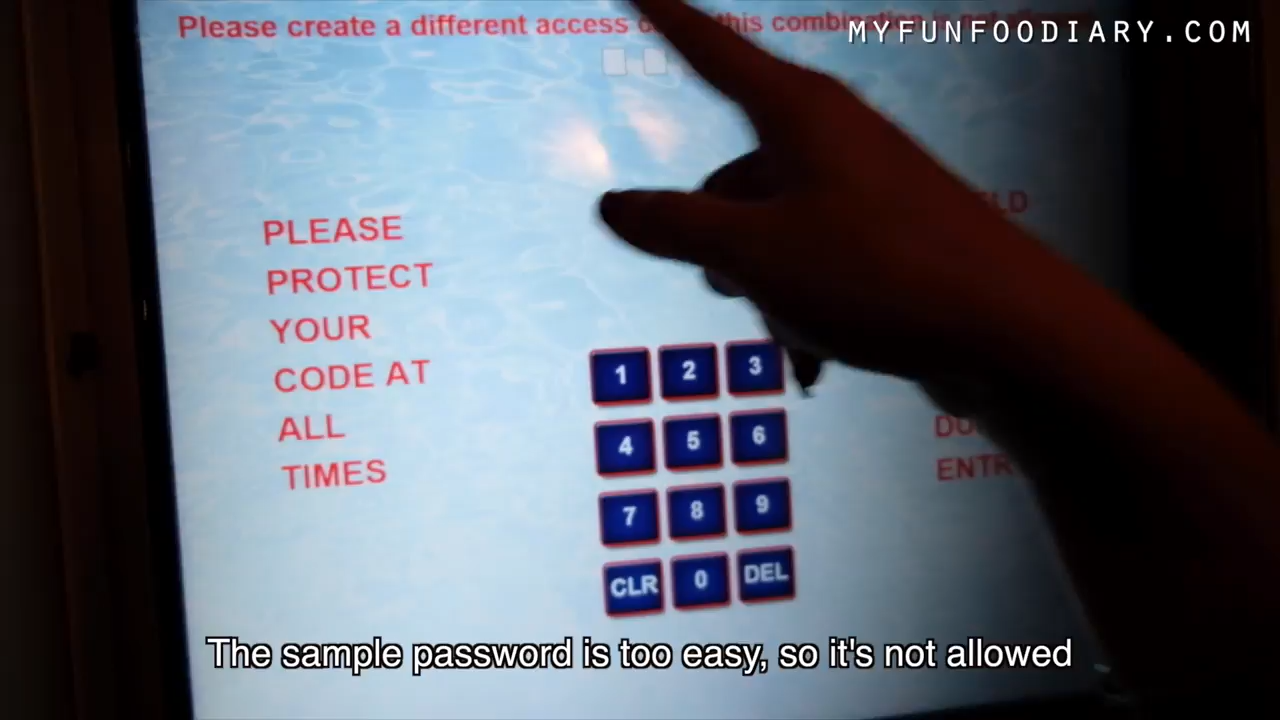 Please create a different access this
MYFUNFOODIARY.COM
PLEASE
PROTECT
YOUR
CODE AT
ALL
TIMES
1 2 3
4 5 6
7 8 9
CLR 0 DEL
The sample password is too easy, so it's not allowed